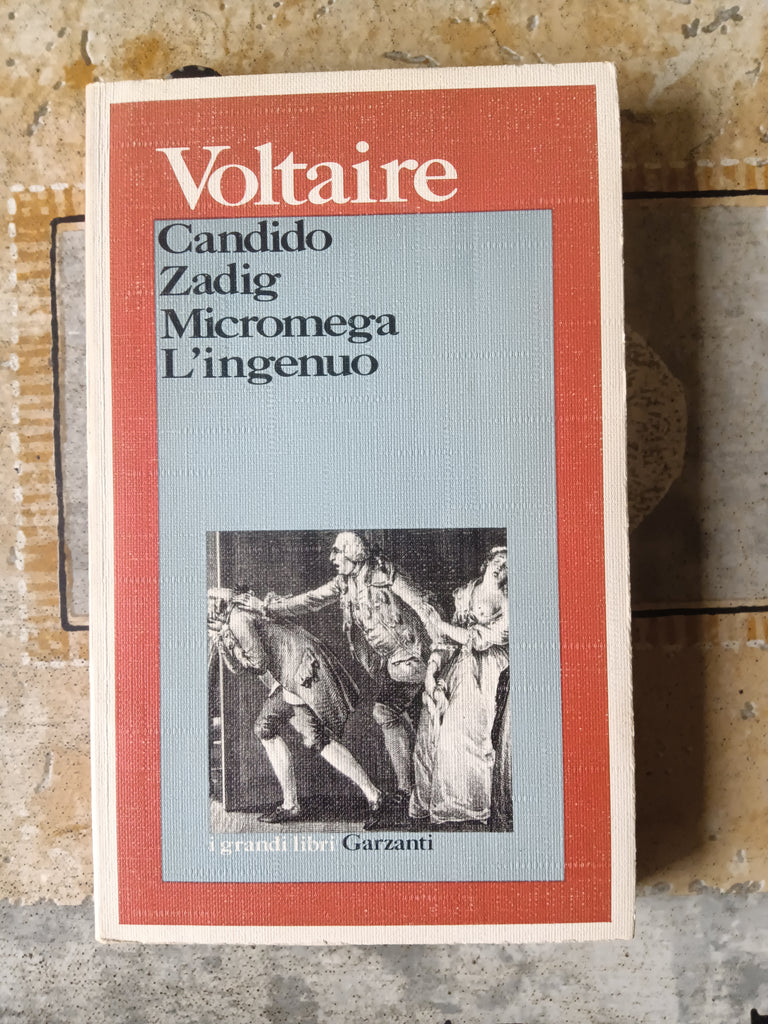 Voltaire
Candido
Zadig
Micromega
L'ingenuo
i grandi libri Garzanti